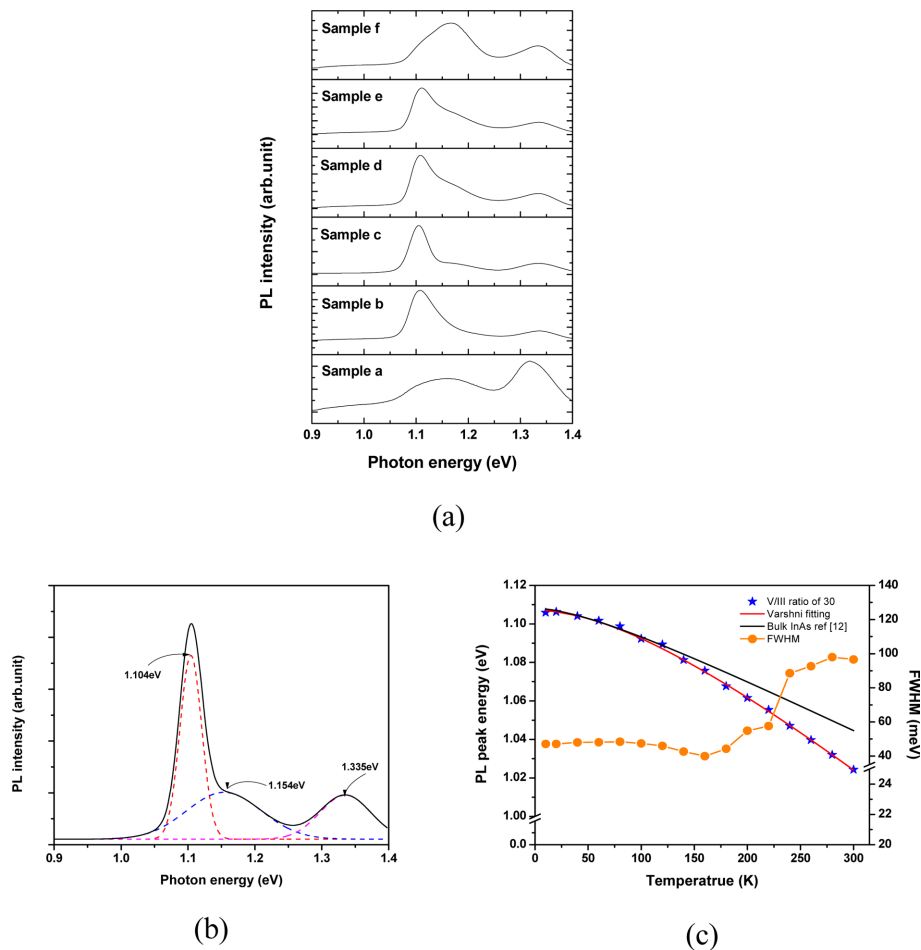 (a)
Sample f
Sample e
Sample d
Sample c
Sample b
Sample a
PL intensity (arb.unit)
0.9 1.0 1.1 1.2 1.3 1.4
Photon energy (eV)
(b)
1.104eV
1.154eV
1.335eV
PL intensity (arb.unit)
0.9 1.0 1.1 1.2 1.3 1.4
Photon energy (eV)
(c)
V/III ratio of 30
Varshni fitting
Bulk InAs ref [12]
FWHM
PL peak energy (eV)
1.12
1.10
1.08
1.06
1.04
1.02
1.00
0.0
FWHM (meV)
140
120
100
80
60
40
24
22
20
0 50 100 150 200 250 300
Temperatrue (K)